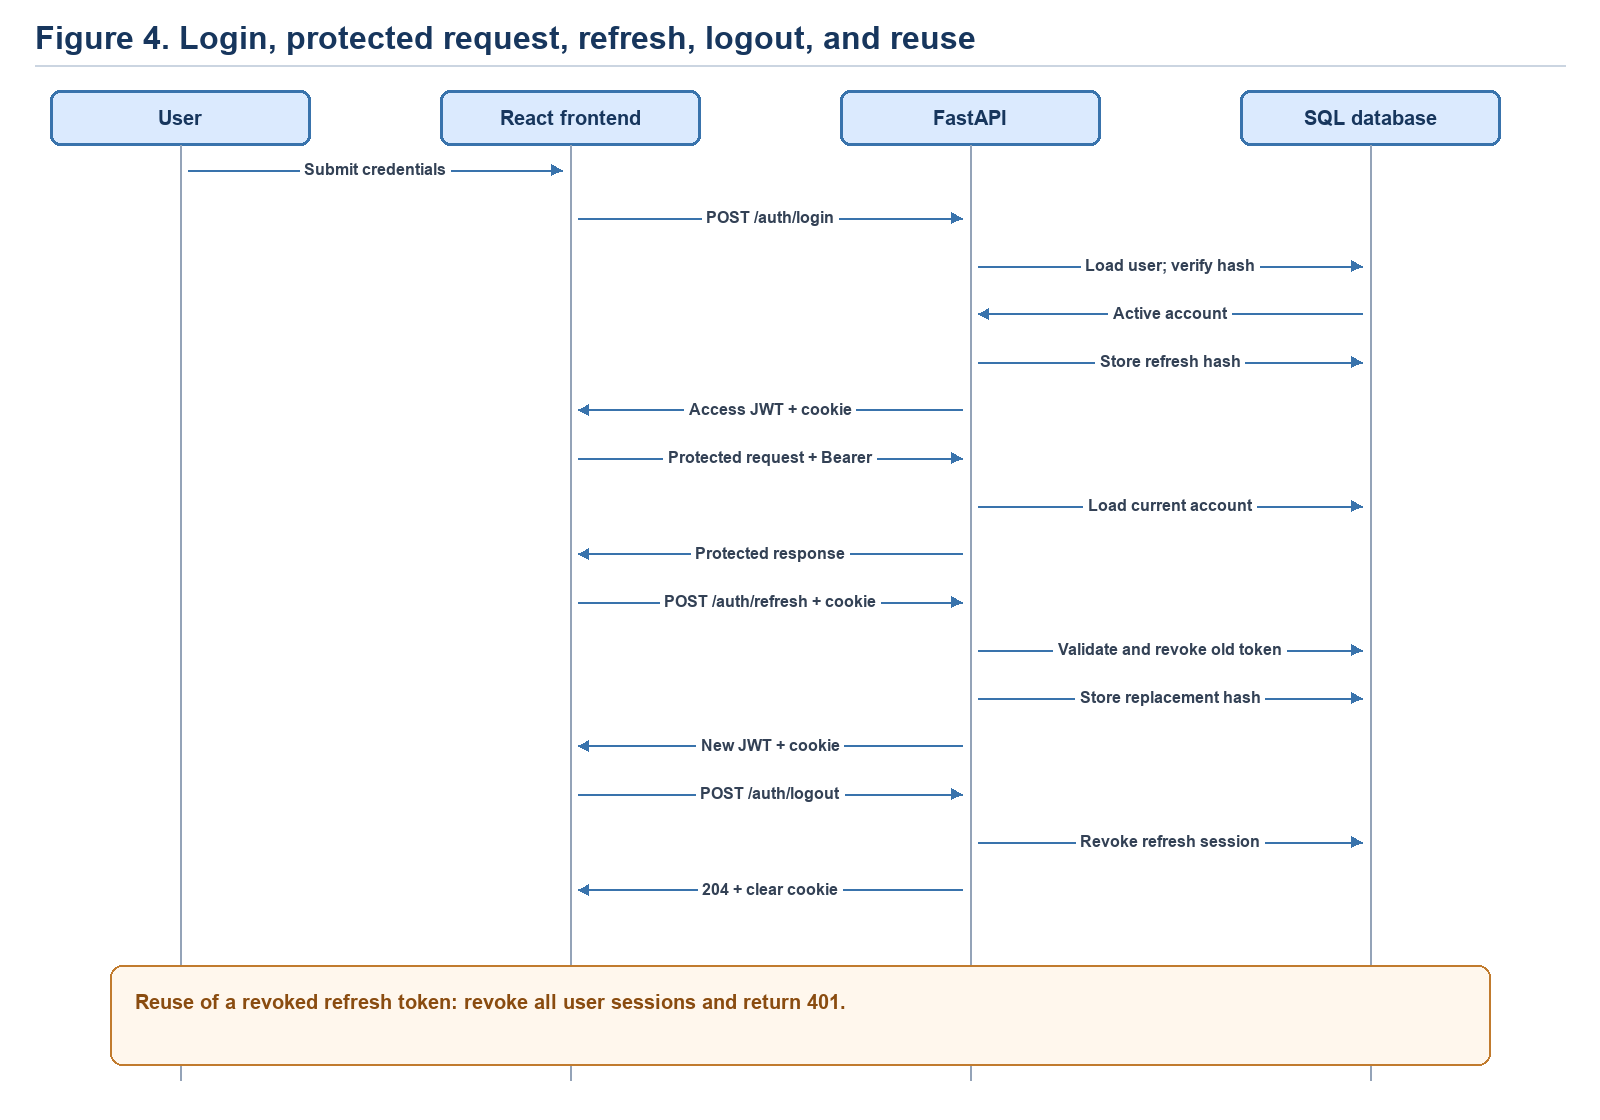 Figure 4. Login, protected request, refresh, logout, and reuse
User
React frontend
FastAPI
SQL database
Submit credentials
POST /auth/login
Load user; verify hash
Active account
Store refresh hash
Access JWT + cookie
Protected request + Bearer
Load current account
Protected response
POST /auth/refresh + cookie
Validate and revoke old token
Store replacement hash
New JWT + cookie
POST /auth/logout
Revoke refresh session
204 + clear cookie
Reuse of a revoked refresh token: revoke all user sessions and return 401.